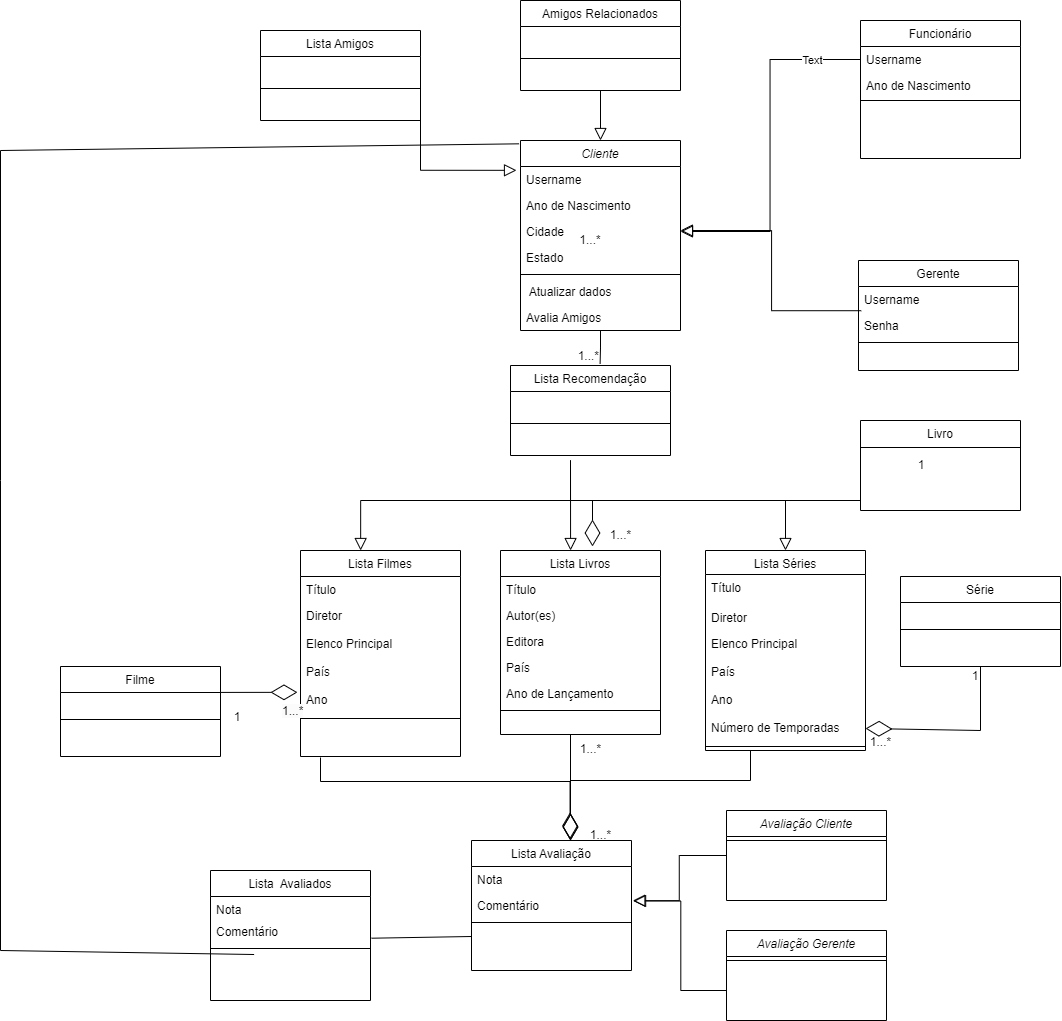 Amigos Relacionados
Lista Amigos
Funcionário
Username
Ano de Nascimento
Text
Cliente
Username
Ano de Nascimento
Cidade
1...*
Estado
Atualizar dados
Avalia Amigos
Gerente
Username
Senha
1...*
Lista Recomendação
Livro
1
1...*
Lista Filmes
Título
Diretor
Elenco Principal
País
Ano
Lista Livros
Título
Autor(es)
Editora
País
Ano de Lançamento
Lista Séries
Título
Diretor
Elenco Principal
País
Ano
Número de Temporadas
Série
1
1...*
Filme
1
1...*
1...*
1...*
Lista Avaliação
Nota
Comentário
Avaliação Cliente
Avaliação Gerente
Lista  Avaliados
Nota
Comentário